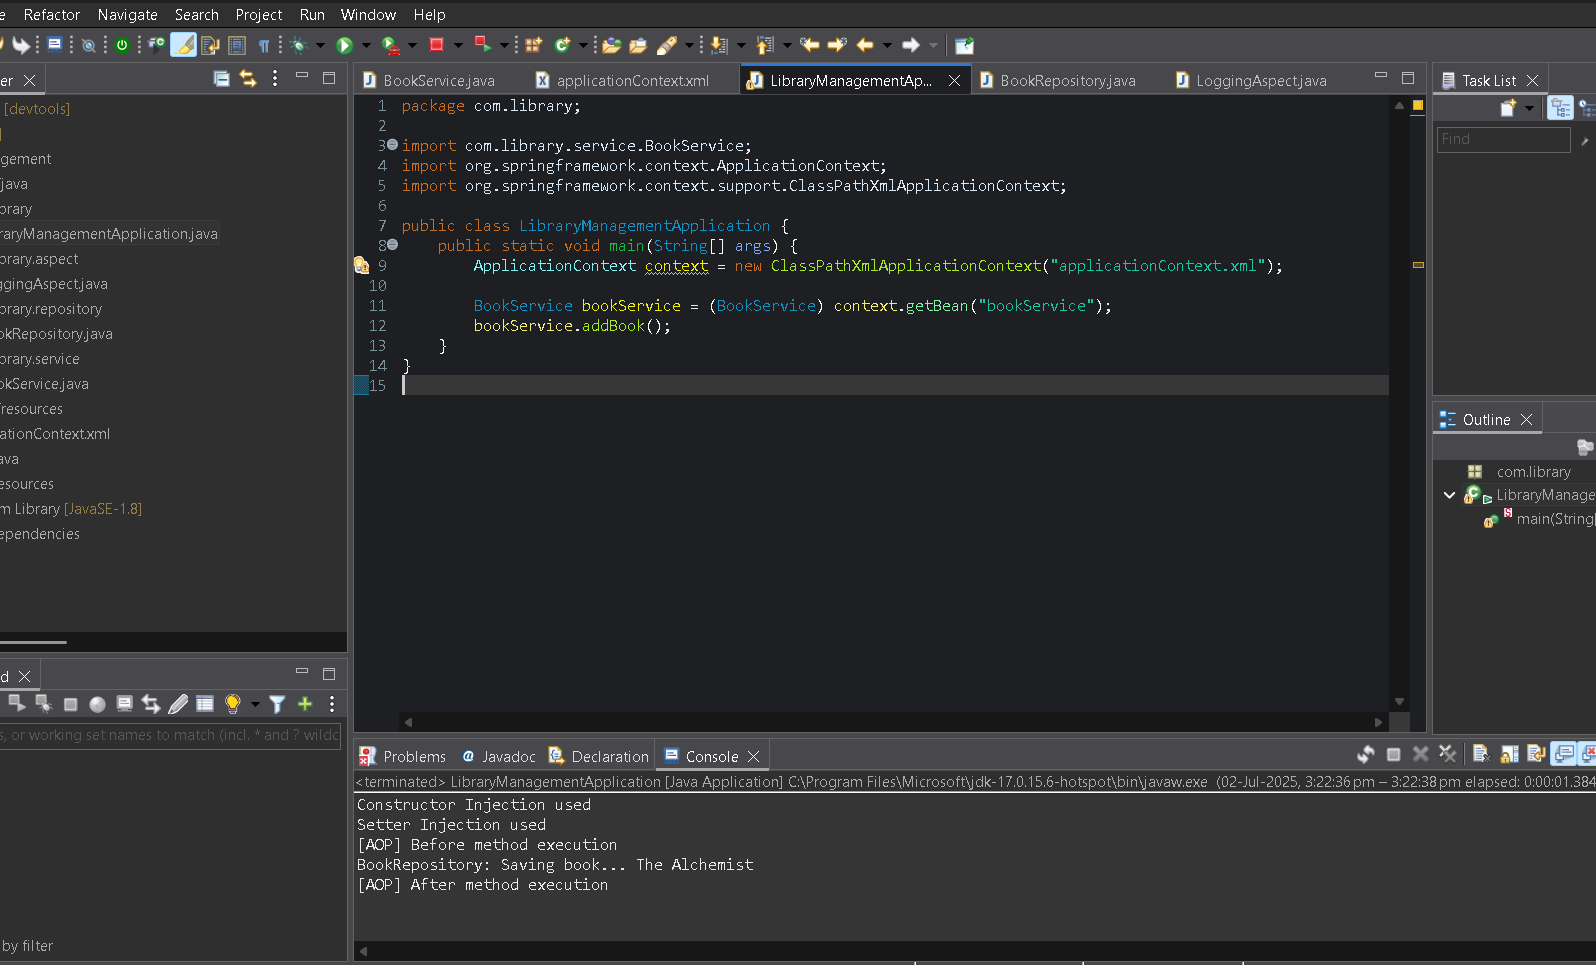 e Refactor Navigate Search Project Run Window Help
er
[devtools]
]
gement
java
brary
raryManagementApplication.java
brary.aspect
ggingAspect.java
brary.repository
okRepository.java
brary.service
okService.java
/resources
ationContext.xml
ava
esources
m Library [JavaSE-1.8]
ependencies
d
s, or working set names to match (incl. * and ? wildc
by filter
BookService.java applicationContext.xml LibraryManagementAp... BookRepository.java LoggingAspect.java
1 package com.library;
2
3 import com.library.service.BookService;
4 import org.springframework.context.ApplicationContext;
5 import org.springframework.context.support.ClassPathXmlApplicationContext;
6
7 public class LibraryManagementApplication {
8 public static void main(String[] args) {
9 ApplicationContext context = new ClassPathXmlApplicationContext("applicationContext.xml");
10
11 BookService bookService = (BookService) context.getBean("bookService");
12 bookService.addBook();
13 }
14 }
15
Task List
Find
Outline
com.library
LibraryManage
main(String[
Problems Javadoc Declaration Console
<terminated> LibraryManagementApplication [Java Application] C:\Program Files\Microsoft\jdk-17.0.15.6-hotspot\bin\javaw.exe (02-Jul-2025, 3:22:36 pm – 3:22:38 pm elapsed: 0:00:01.384
Constructor Injection used
Setter Injection used
[AOP] Before method execution
BookRepository: Saving book... The Alchemist
[AOP] After method execution